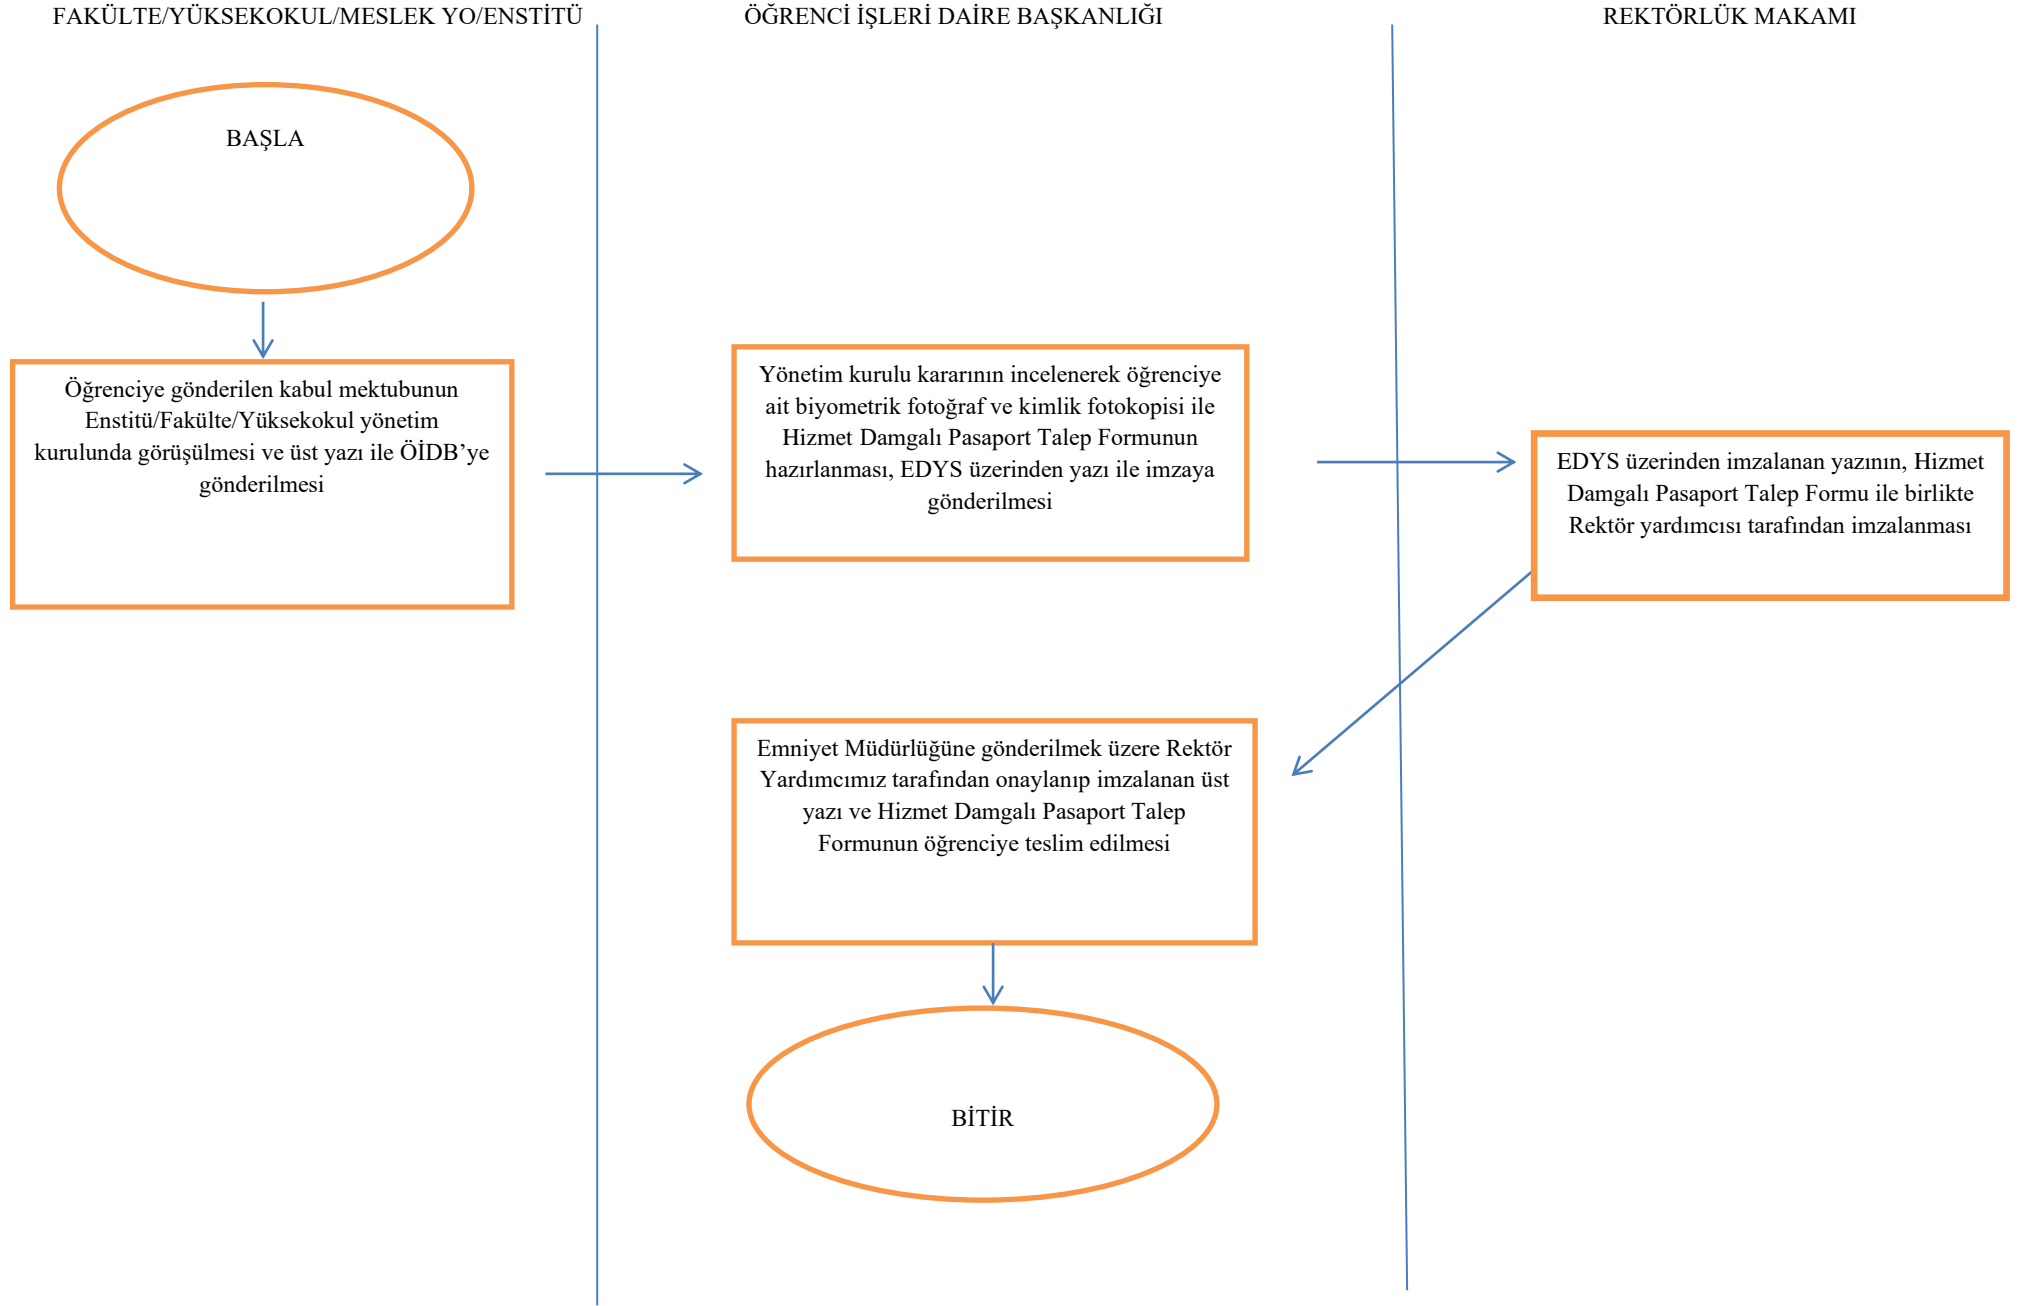 FAKÜLTE/YÜKSEKOKUL/MESLEK YO/ENSTİTÜ
ÖĞRENCİ İŞLERİ DAİRE BAŞKANLIĞI
REKTÖRLÜK MAKAMI
BAŞLA
Öğrenciye gönderilen kabul mektubunun
Enstitü/Fakülte/Yüksekokul yönetim
kurulunda görüşülmesi ve üst yazı ile ÖİDB’ye
gönderilmesi
Yönetim kurulu kararının incelenerek öğrenciye
ait biyometrik fotoğraf ve kimlik fotokopisi ile
Hizmet Damgalı Pasaport Talep Formunun
hazırlanması, EDYS üzerinden yazı ile imzaya
gönderilmesi
EDYS üzerinden imzalanan yazının, Hizmet
Damgalı Pasaport Talep Formu ile birlikte
Rektör yardımcısı tarafından imzalanması
Emniyet Müdürlüğüne gönderilmek üzere Rektör
Yardımcımız tarafından onaylanıp imzalanan üst
yazı ve Hizmet Damgalı Pasaport Talep
Formunun öğrenciye teslim edilmesi
BİTİR